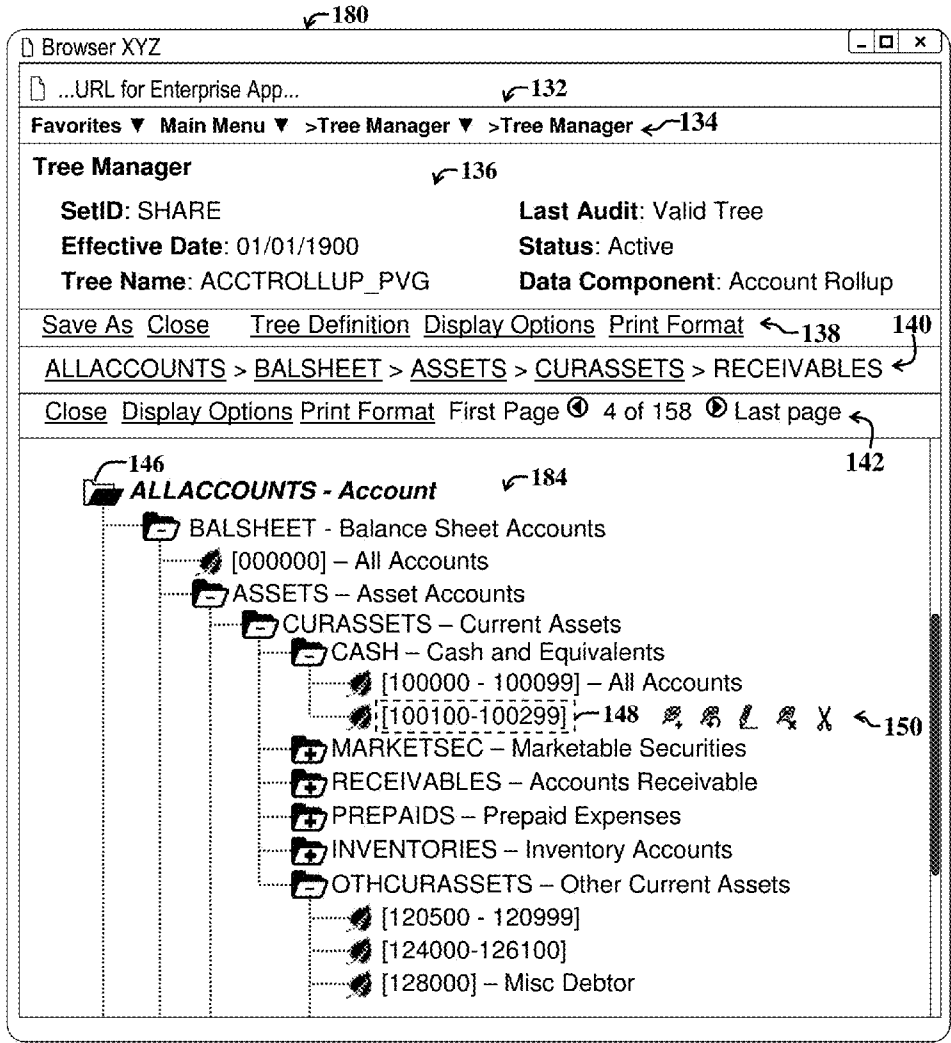 180
Browser XYZ
...URL for Enterprise App...
132
Favorites ▼ Main Menu ▼ >Tree Manager ▼ >Tree Manager 134
Tree Manager
136
SetID: SHARE Last Audit: Valid Tree
Effective Date: 01/01/1900 Status: Active
Tree Name: ACCTROLLUP_PVG Data Component: Account Rollup
Save As Close Tree Definition Display Options Print Format 138 140
ALLACCOUNTS > BALSHEET > ASSETS > CURASSETS > RECEIVABLES
Close Display Options Print Format First Page 4 of 158 Last page
142
146
ALLACCOUNTS - Account 184
BALSHEET - Balance Sheet Accounts
[000000] – All Accounts
ASSETS – Asset Accounts
CURASSETS – Current Assets
CASH – Cash and Equivalents
[100000 - 100099] – All Accounts
[100100-100299] 148 150
MARKETSEC – Marketable Securities
RECEIVABLES – Accounts Receivable
PREPAIDS – Prepaid Expenses
INVENTORIES – Inventory Accounts
OTHCURASSETS – Other Current Assets
[120500 - 120999]
[124000-126100]
[128000] – Misc Debtor